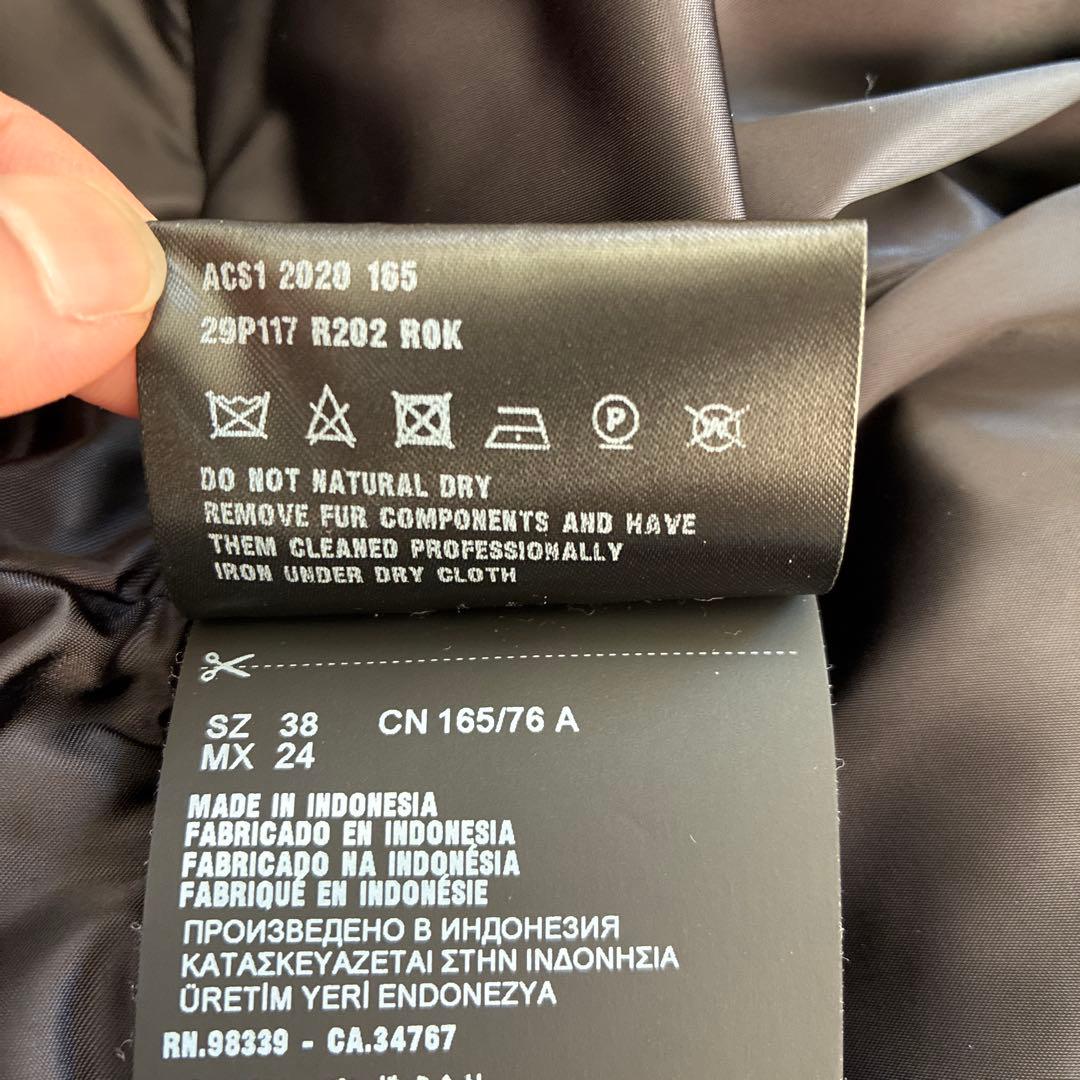 ACS1 2020 165
29P117 R202 ROK
P W
DO NOT NATURAL DRY
REMOVE FUR COMPONENTS AND HAVE
THEM CLEANED PROFESSIONALLY
IRON UNDER DRY CLOTH
SZ 38 CN 165/76 A
MX 24
MADE IN INDONESIA
FABRICADO EN INDONESIA
FABRICADO NA INDONÉSIA
FABRIQUÉ EN INDONÉSIE
ПРОИЗВЕДЕНО В ИНДОНЕЗИЯ
ΚΑΤΑΣΚΕΥΑΖΕΤΑΙ ΣΤΗΝ ΙΝΔΟΝΗΣΙΑ
ÜRETİM YERİ ENDONEZYA
RN.98339 - CA.34767